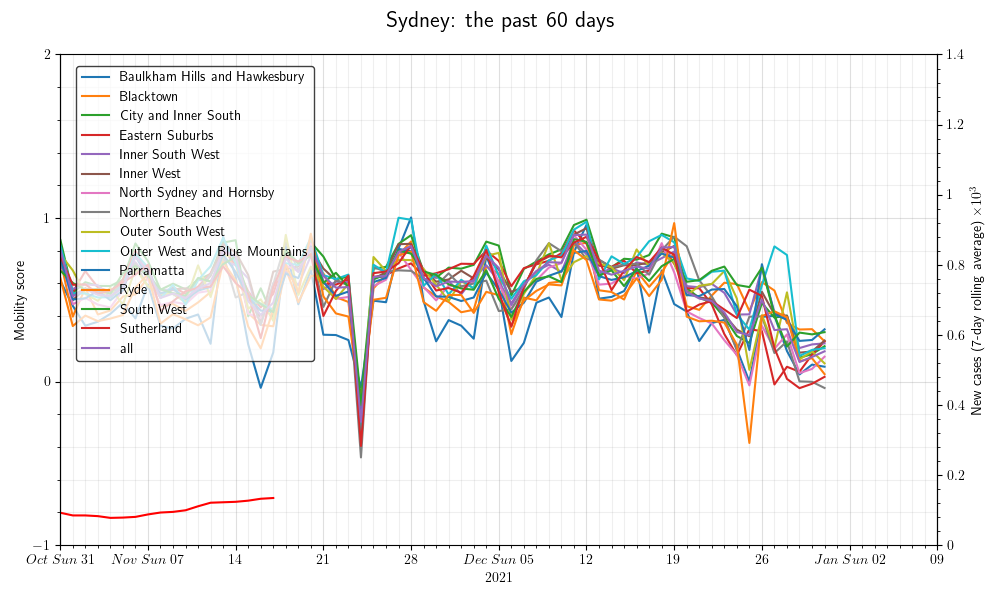 Sydney: the past 60 days
Mobility score
2
1
0
−1
Baulkham Hills and Hawkesbury
Blacktown
City and Inner South
Eastern Suburbs
Inner South West
Inner West
North Sydney and Hornsby
Northern Beaches
Outer South West
Outer West and Blue Mountains
Parramatta
Ryde
South West
Sutherland
all
1.4
1.2
1
0.8
0.6
0.4
0.2
0
New cases (7-day rolling average) ×10³
Oct Sun 31 Nov Sun 07 14 21 28 Dec Sun 05 12 19 26 Jan Sun 02 09
2021